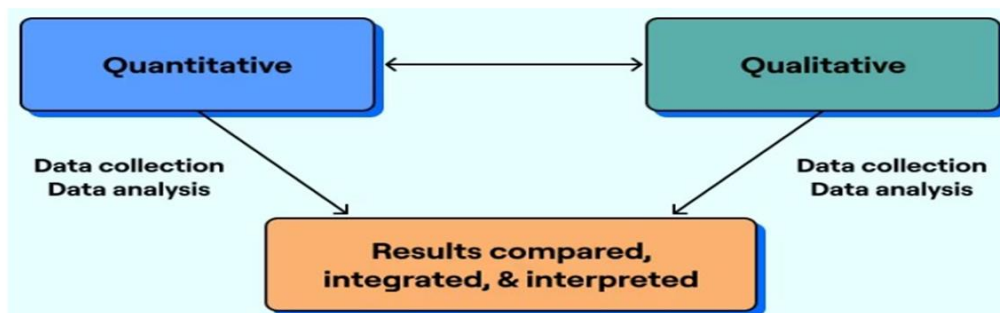 Quantitative
Qualitative
Data collection
Data analysis
Data collection
Data analysis
Results compared,
integrated, & interpreted